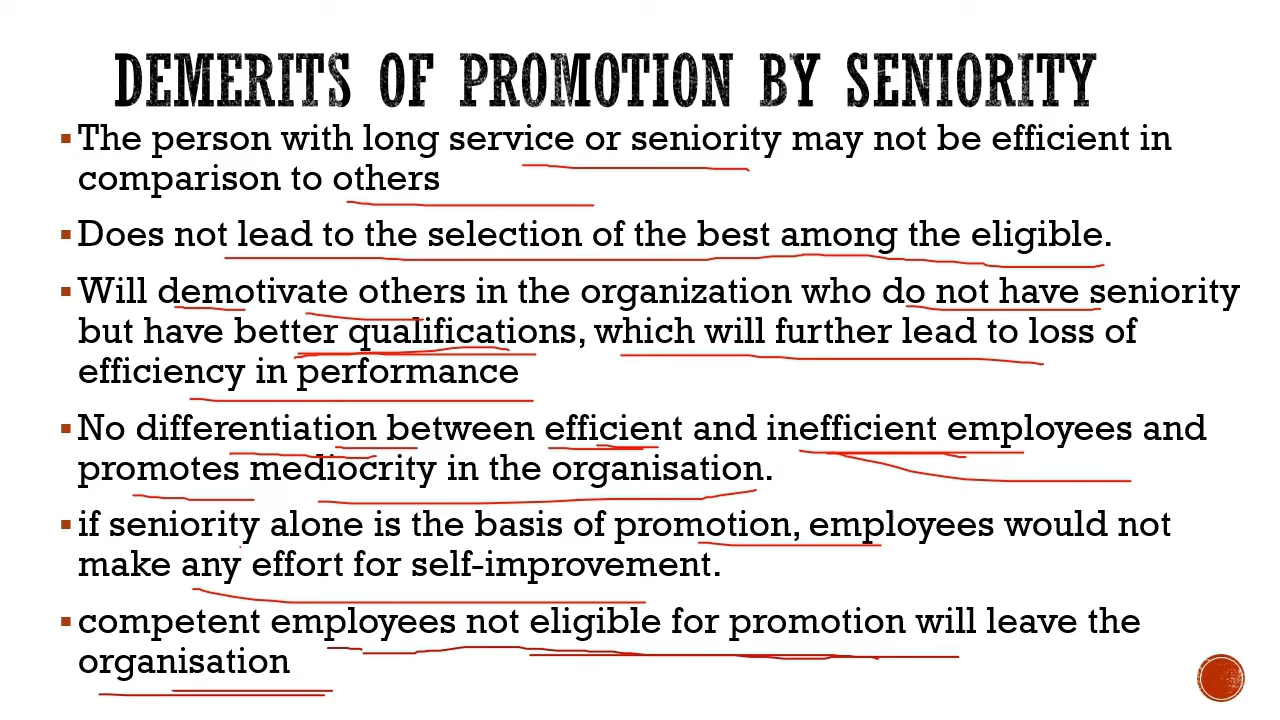 DEMERITS OF PROMOTION BY SENIORITY
▪The person with long service or seniority may not be efficient in
comparison to others
▪Does not lead to the selection of the best among the eligible.
▪Will demotivate others in the organization who do not have seniority
but have better qualifications, which will further lead to loss of
efficiency in performance
▪No differentiation between efficient and inefficient employees and
promotes mediocrity in the organisation.
▪if seniority alone is the basis of promotion, employees would not
make any effort for self-improvement.
▪competent employees not eligible for promotion will leave the
organisation